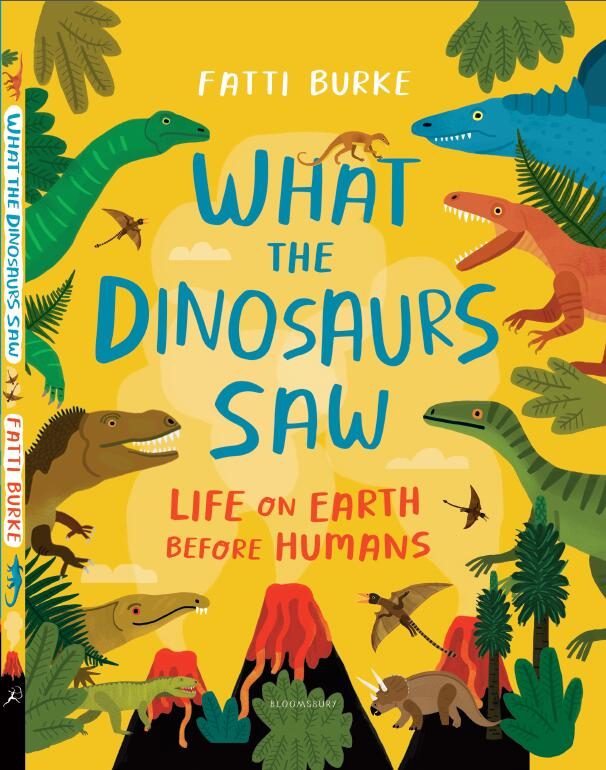 WHAT THE DINOSAURS SAW
FATTI BURKE
FATTI BURKE
WHAT
THE
DINOSAURS
SAW
LIFE ON EARTH
BEFORE HUMANS
BLOOMSBURY